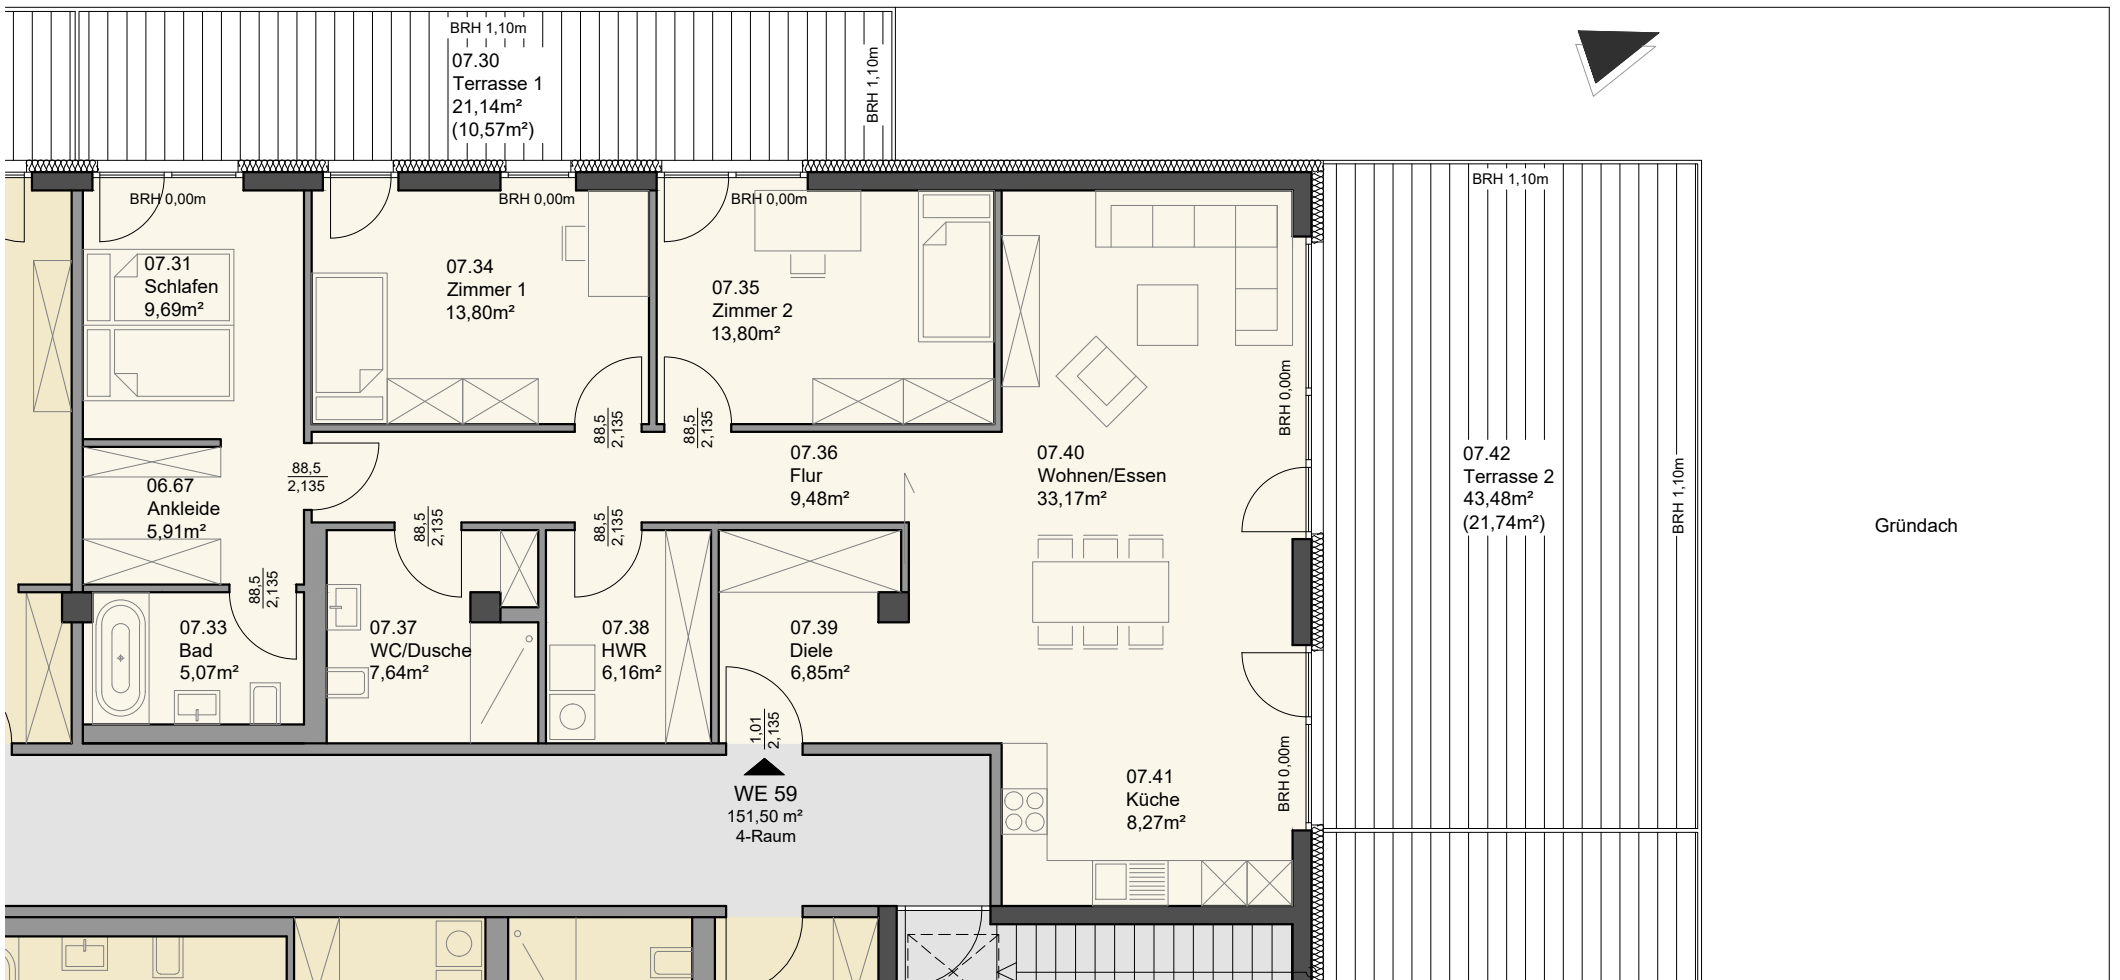 BRH 1,10m
07.30
Terrasse 1
21,14m²
(10,57m²)
BRH 1,10m
BRH 0,00m
BRH 0,00m
BRH 0,00m
BRH 1,10m
07.31
Schlafen
9,69m²
07.34
Zimmer 1
13,80m²
07.35
Zimmer 2
13,80m²
BRH 0,00m
88,5
2,135
88,5
2,135
88,5
2,135
06.67
Ankleide
5,91m²
88,5
2,135
88,5
2,135
07.36
Flur
9,48m²
07.40
Wohnen/Essen
33,17m²
07.42
Terrasse 2
43,48m²
(21,74m²)
BRH 1,10m
Gründach
88,5
2,135
07.33
Bad
5,07m²
07.37
WC/Dusche
7,64m²
07.38
HWR
6,16m²
07.39
Diele
6,85m²
1,01
2,135
WE 59
151,50 m²
4-Raum
07.41
Küche
8,27m²
BRH 0,00m